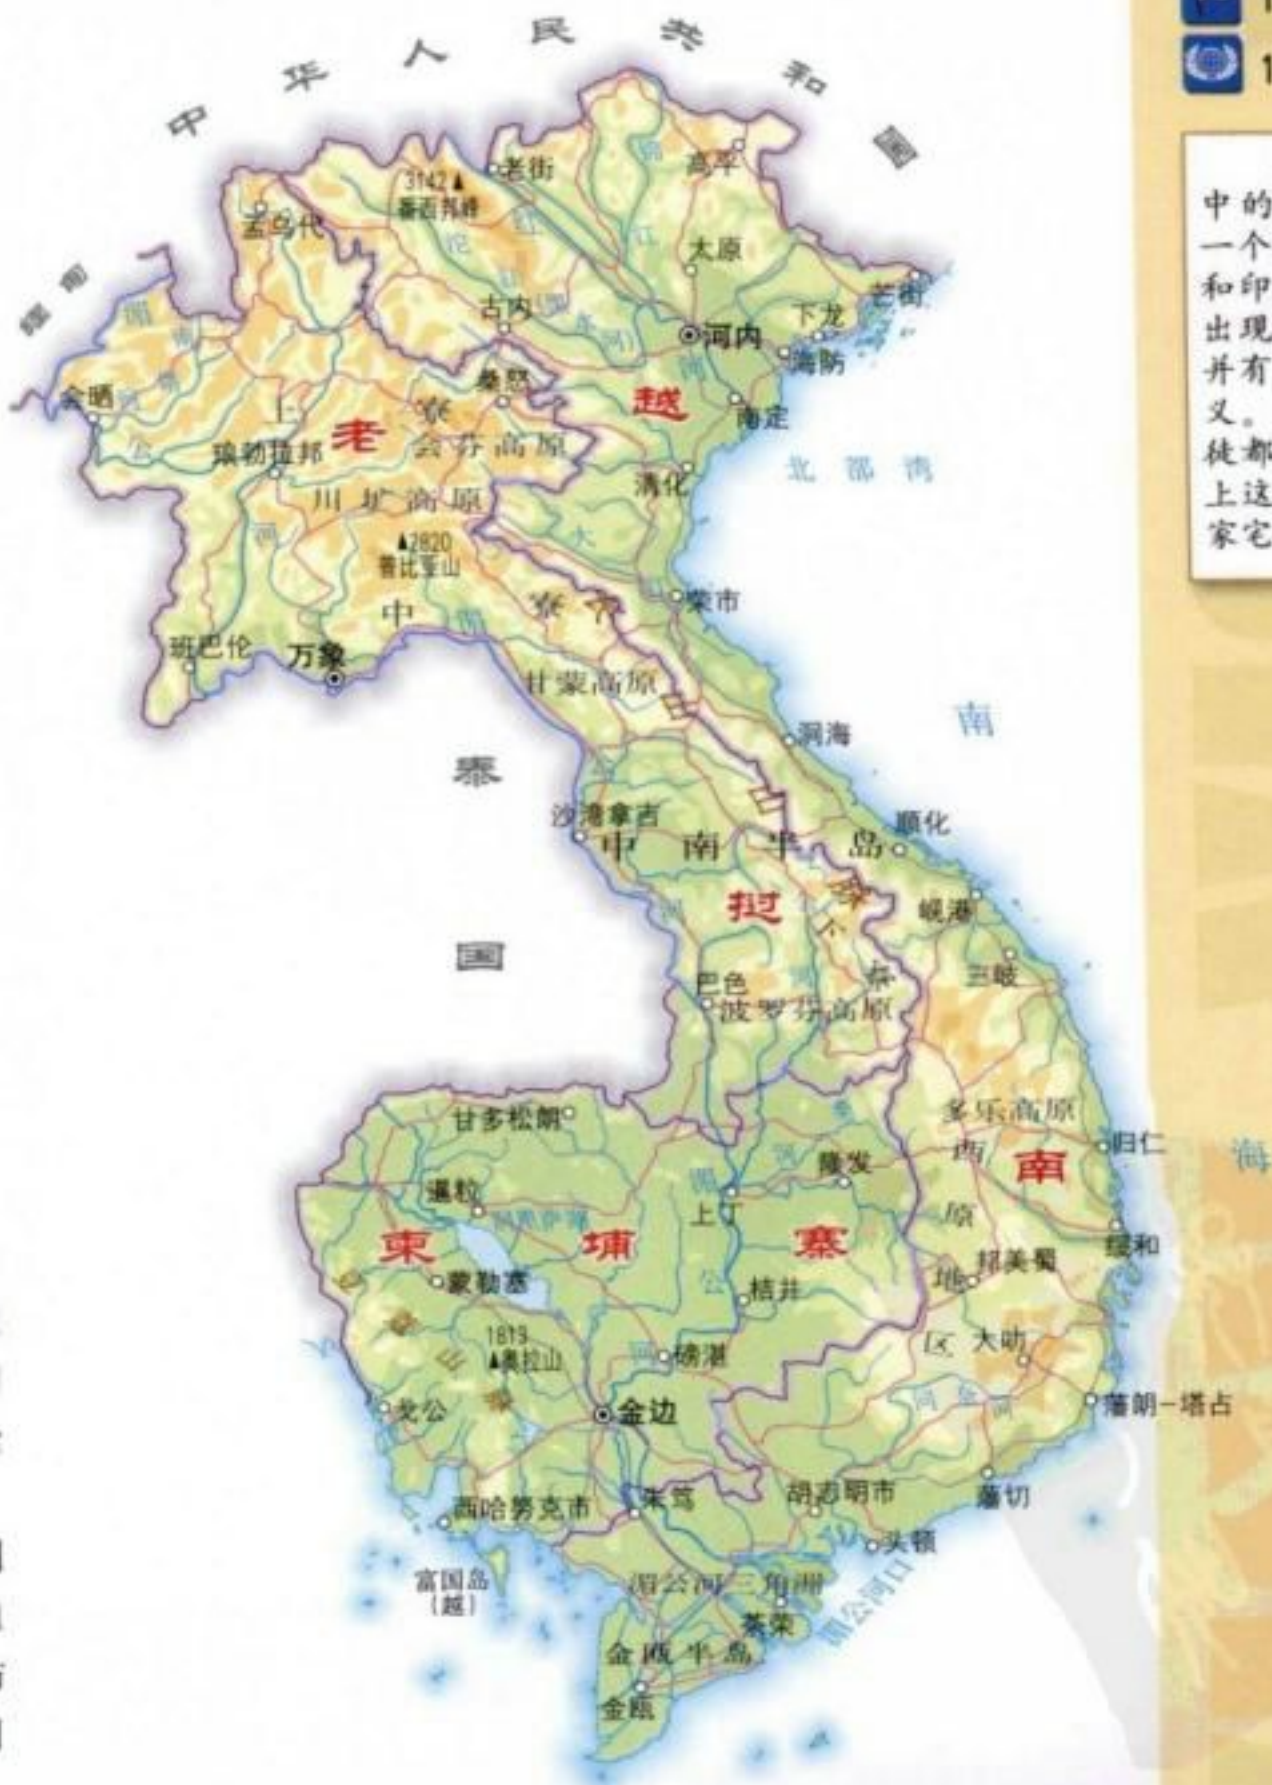 中华人民共和国
缅甸
老街
高平
3142
番西邦峰
锦
江
孟乌代
沱
红
太原
芒街
下龙
古内
河内
海防
越
桑怒
会晒
南定
上寮
老
会芬高原
琅勃拉邦
北部湾
川圹高原
清化
河
2820
普比亚山
大
中寮
荣市
班巴伦
万象
甘蒙高原
南
洞海
泰
沙湾拿吉
中南半岛
顺化
挝
岘港
下
寮
三岐
国
巴色
波罗芬高原
多乐高原
甘多松朗
西
归仁
海
隆发
南
暹粒
上丁
原
柬埔寨
绥和
邦美蜀
蒙勒塞
桔井
地
公
1813
奥拉山
区
大叻
河
磅湛
戈公
金边
藩朗-塔占
朱笃
胡志明市
藩切
西哈努克市
头顿
富国岛
(越)
湄公河三角洲
湄公河口
茶荣
金瓯半岛
金瓯
中的
一个
和印
出现
并有
义。
徒都
上这
家宅